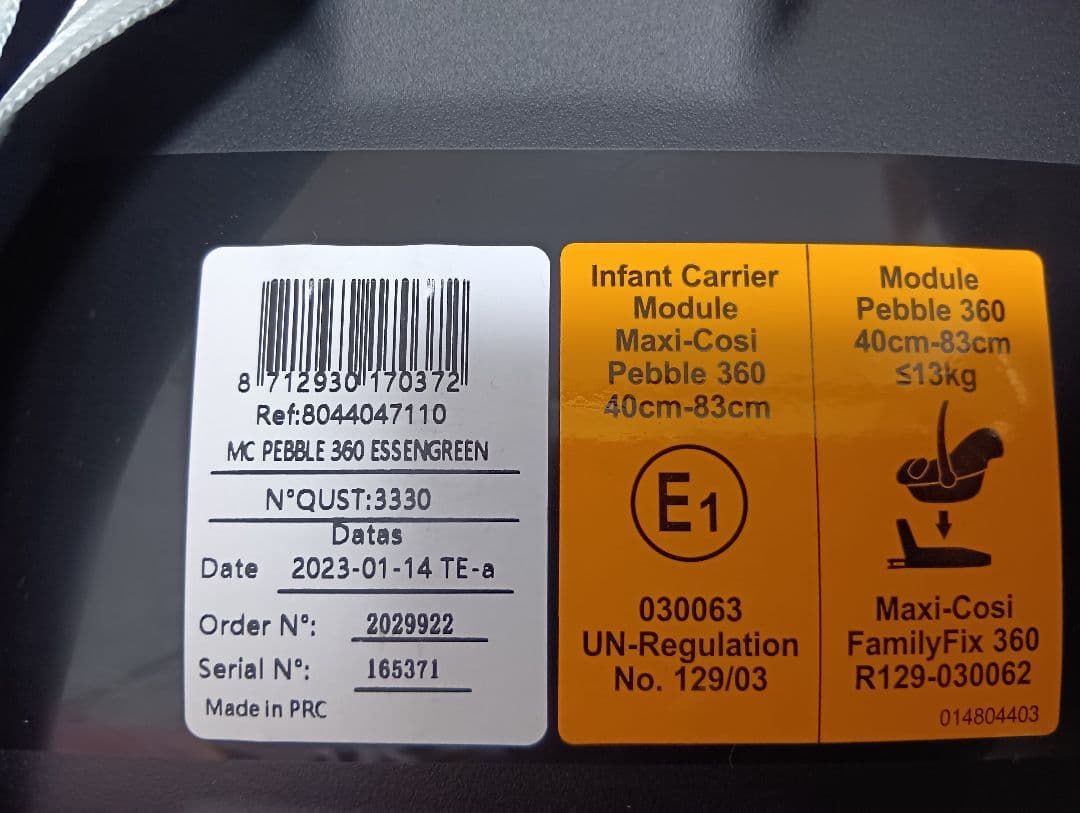 8 712930 170372
Ref:8044047110
MC PEBBLE 360 ESSENGREEN
N°QUST:3330
Datas
Date 2023-01-14 TE-a
Order N°: 2029922
Serial N°: 165371
Made in PRC
Infant Carrier
Module
Maxi-Cosi
Pebble 360
40cm-83cm
E1
030063
UN-Regulation
No. 129/03
Module
Pebble 360
40cm-83cm
≤13kg
Maxi-Cosi
FamilyFix 360
R129-030062
014804403